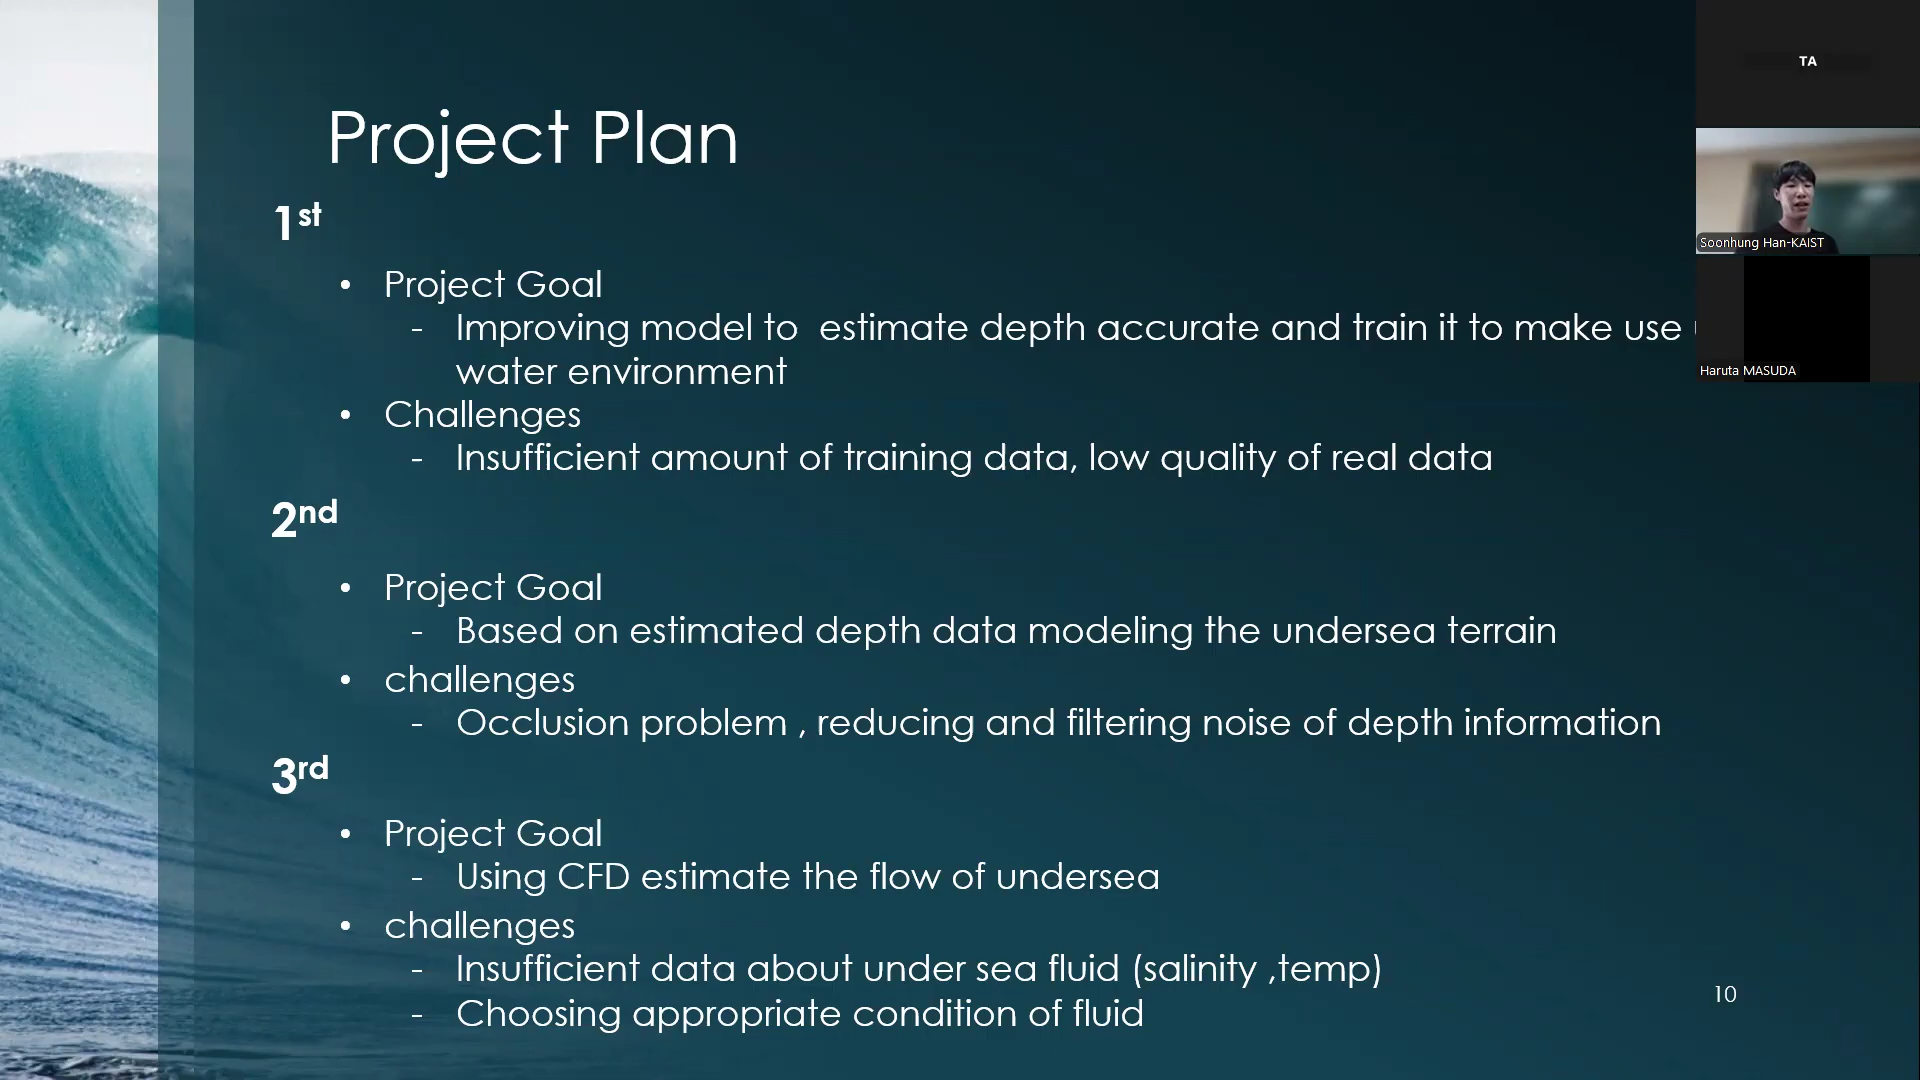 Project Plan
1st
• Project Goal
- Improving model to estimate depth accurate and train it to make use
water environment
• Challenges
- Insufficient amount of training data, low quality of real data
2nd
• Project Goal
- Based on estimated depth data modeling the undersea terrain
• challenges
- Occlusion problem , reducing and filtering noise of depth information
3rd
• Project Goal
- Using CFD estimate the flow of undersea
• challenges
- Insufficient data about under sea fluid (salinity ,temp)
- Choosing appropriate condition of fluid
10
TA
Soonhung Han-KAIST
Haruta MASUDA